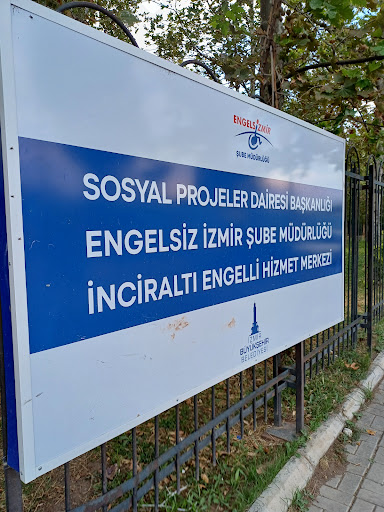 ENGELSİZMİR
ŞUBE MÜDÜRLÜĞÜ
SOSYAL PROJELER DAİRESİ BAŞKANLIĞI
ENGELSİZ İZMİR ŞUBE MÜDÜRLÜĞÜ
İNCİRALTI ENGELLİ HİZMET MERKEZİ
İZMİR
BÜYÜKŞEHİR
BELEDİYESİ